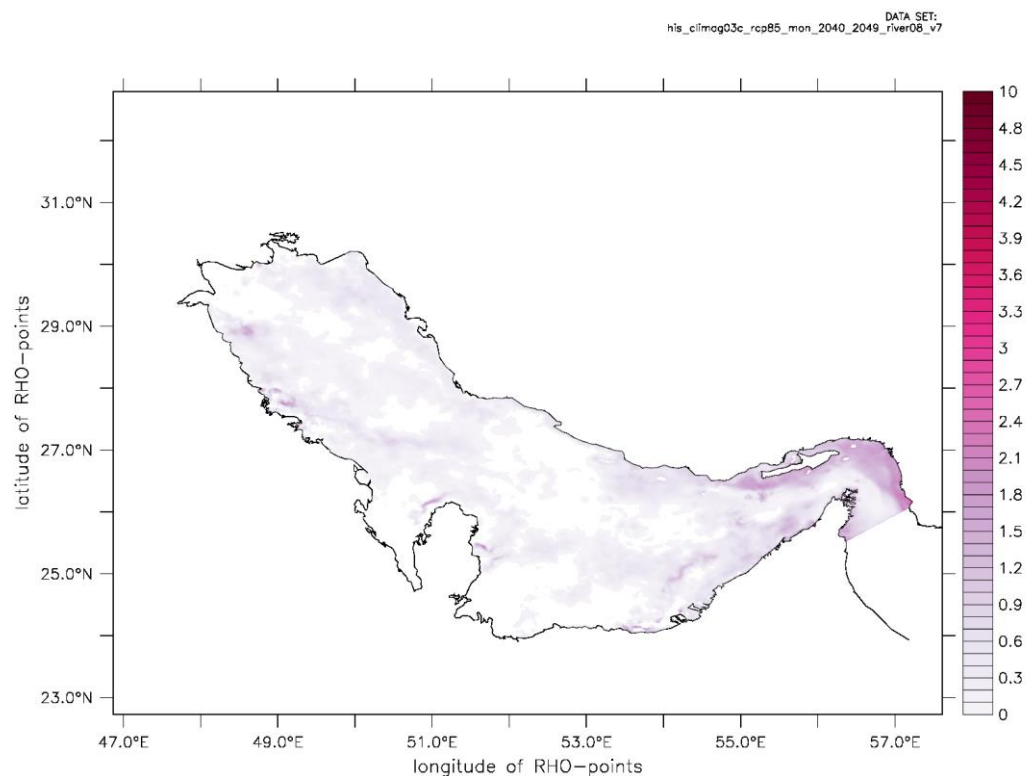 DATA SET:
his_climag03c_rcp85_mon_2040_2049_river08_v7
31.0°N
29.0°N
27.0°N
25.0°N
23.0°N
latitude of RHO-points
47.0°E
49.0°E
51.0°E
53.0°E
55.0°E
57.0°E
longitude of RHO-points
10
4.8
4.5
4.2
3.9
3.6
3.3
3
2.7
2.4
2.1
1.8
1.5
1.2
0.9
0.6
0.3
0